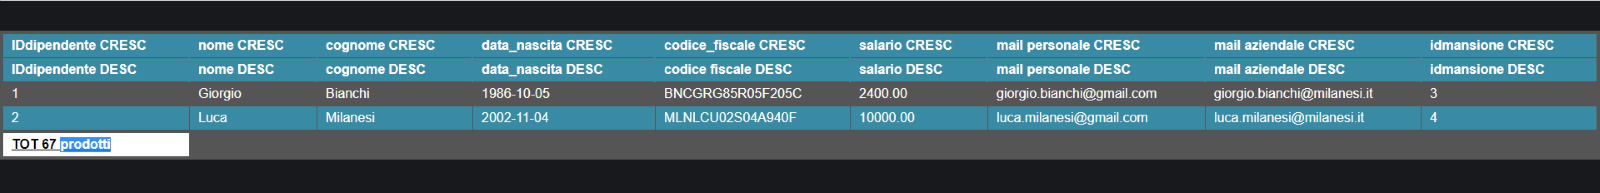 IDdipendente CRESC nome CRESC cognome CRESC data_nascita CRESC codice_fiscale CRESC salario CRESC mail personale CRESC mail aziendale CRESC idmansione CRESC
IDdipendente DESC nome DESC cognome DESC data_nascita DESC codice fiscale DESC salario DESC mail personale DESC mail aziendale DESC idmansione DESC
1 Giorgio Bianchi 1986-10-05 BNCGRG85R05F205C 2400.00 giorgio.bianchi@gmail.com giorgio.bianchi@milanesi.it 3
2 Luca Milanesi 2002-11-04 MLNLCU02S04A940F 10000.00 luca.milanesi@gmail.com luca.milanesi@milanesi.it 4
TOT 67 prodotti